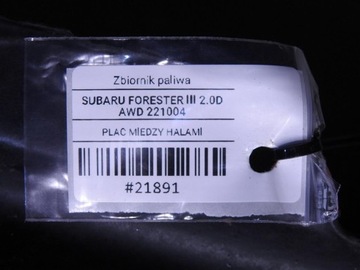 Zbiornik paliwa
SUBARU FORESTER III 2.0D
AWD 221004
PLAC MIEDZY HALAMI
#21891